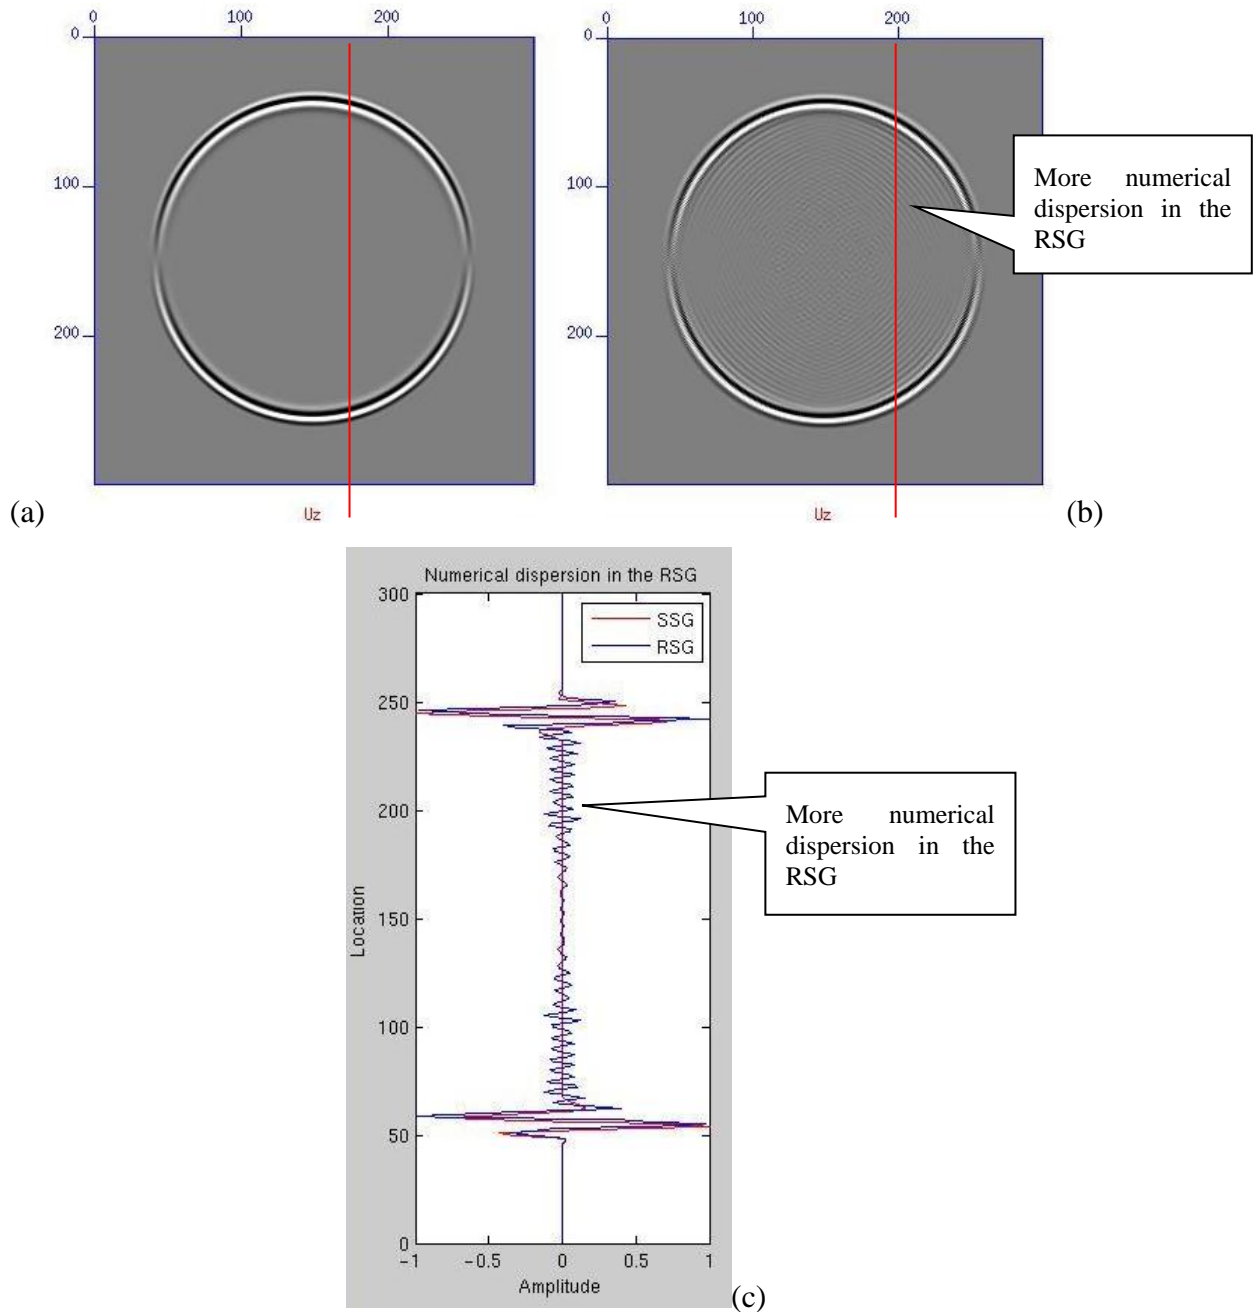 0 100 200
0
100
200
Uz
(a)
0 100 200
0
100
200
Uz
(b)
More numerical
dispersion in the
RSG
Numerical dispersion in the RSG
SSG
RSG
300
250
200
150
100
50
0
Location
-1 -0.5 0 0.5 1
Amplitude
(c)
More numerical
dispersion in the
RSG